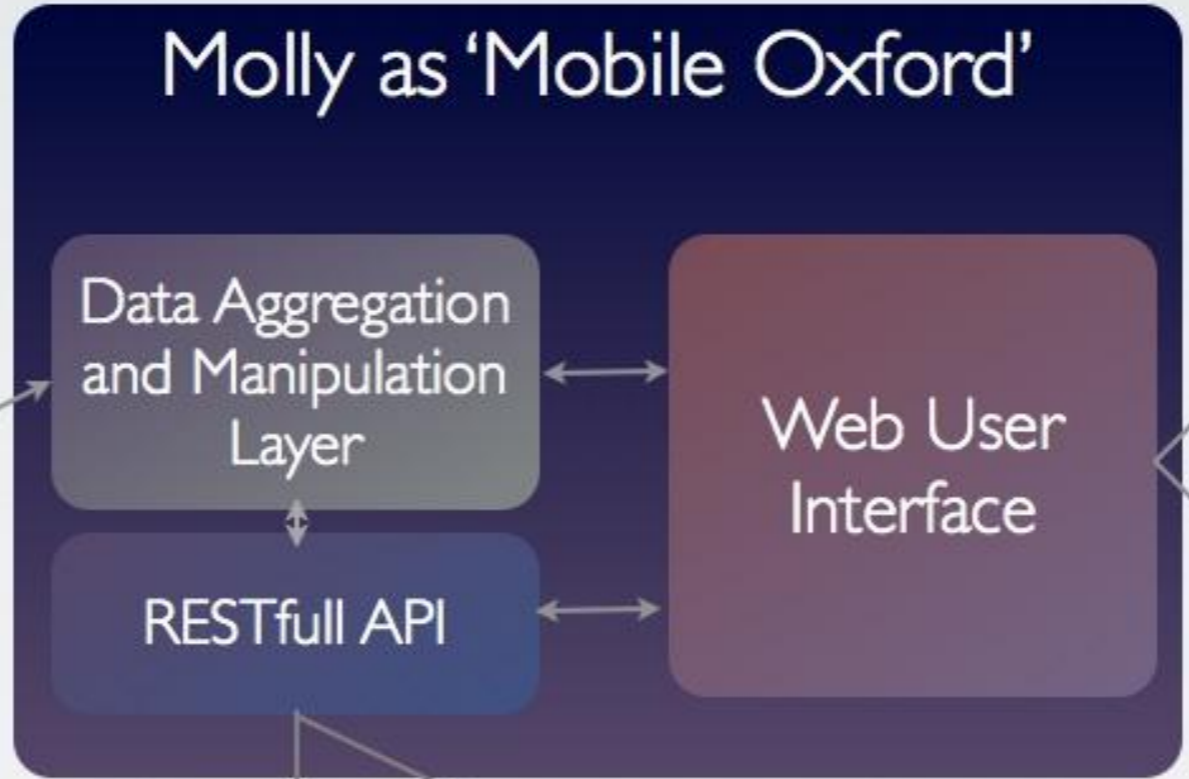 Molly as ‘Mobile Oxford’
Data Aggregation
and Manipulation
Layer
Web User
Interface
RESTfull API